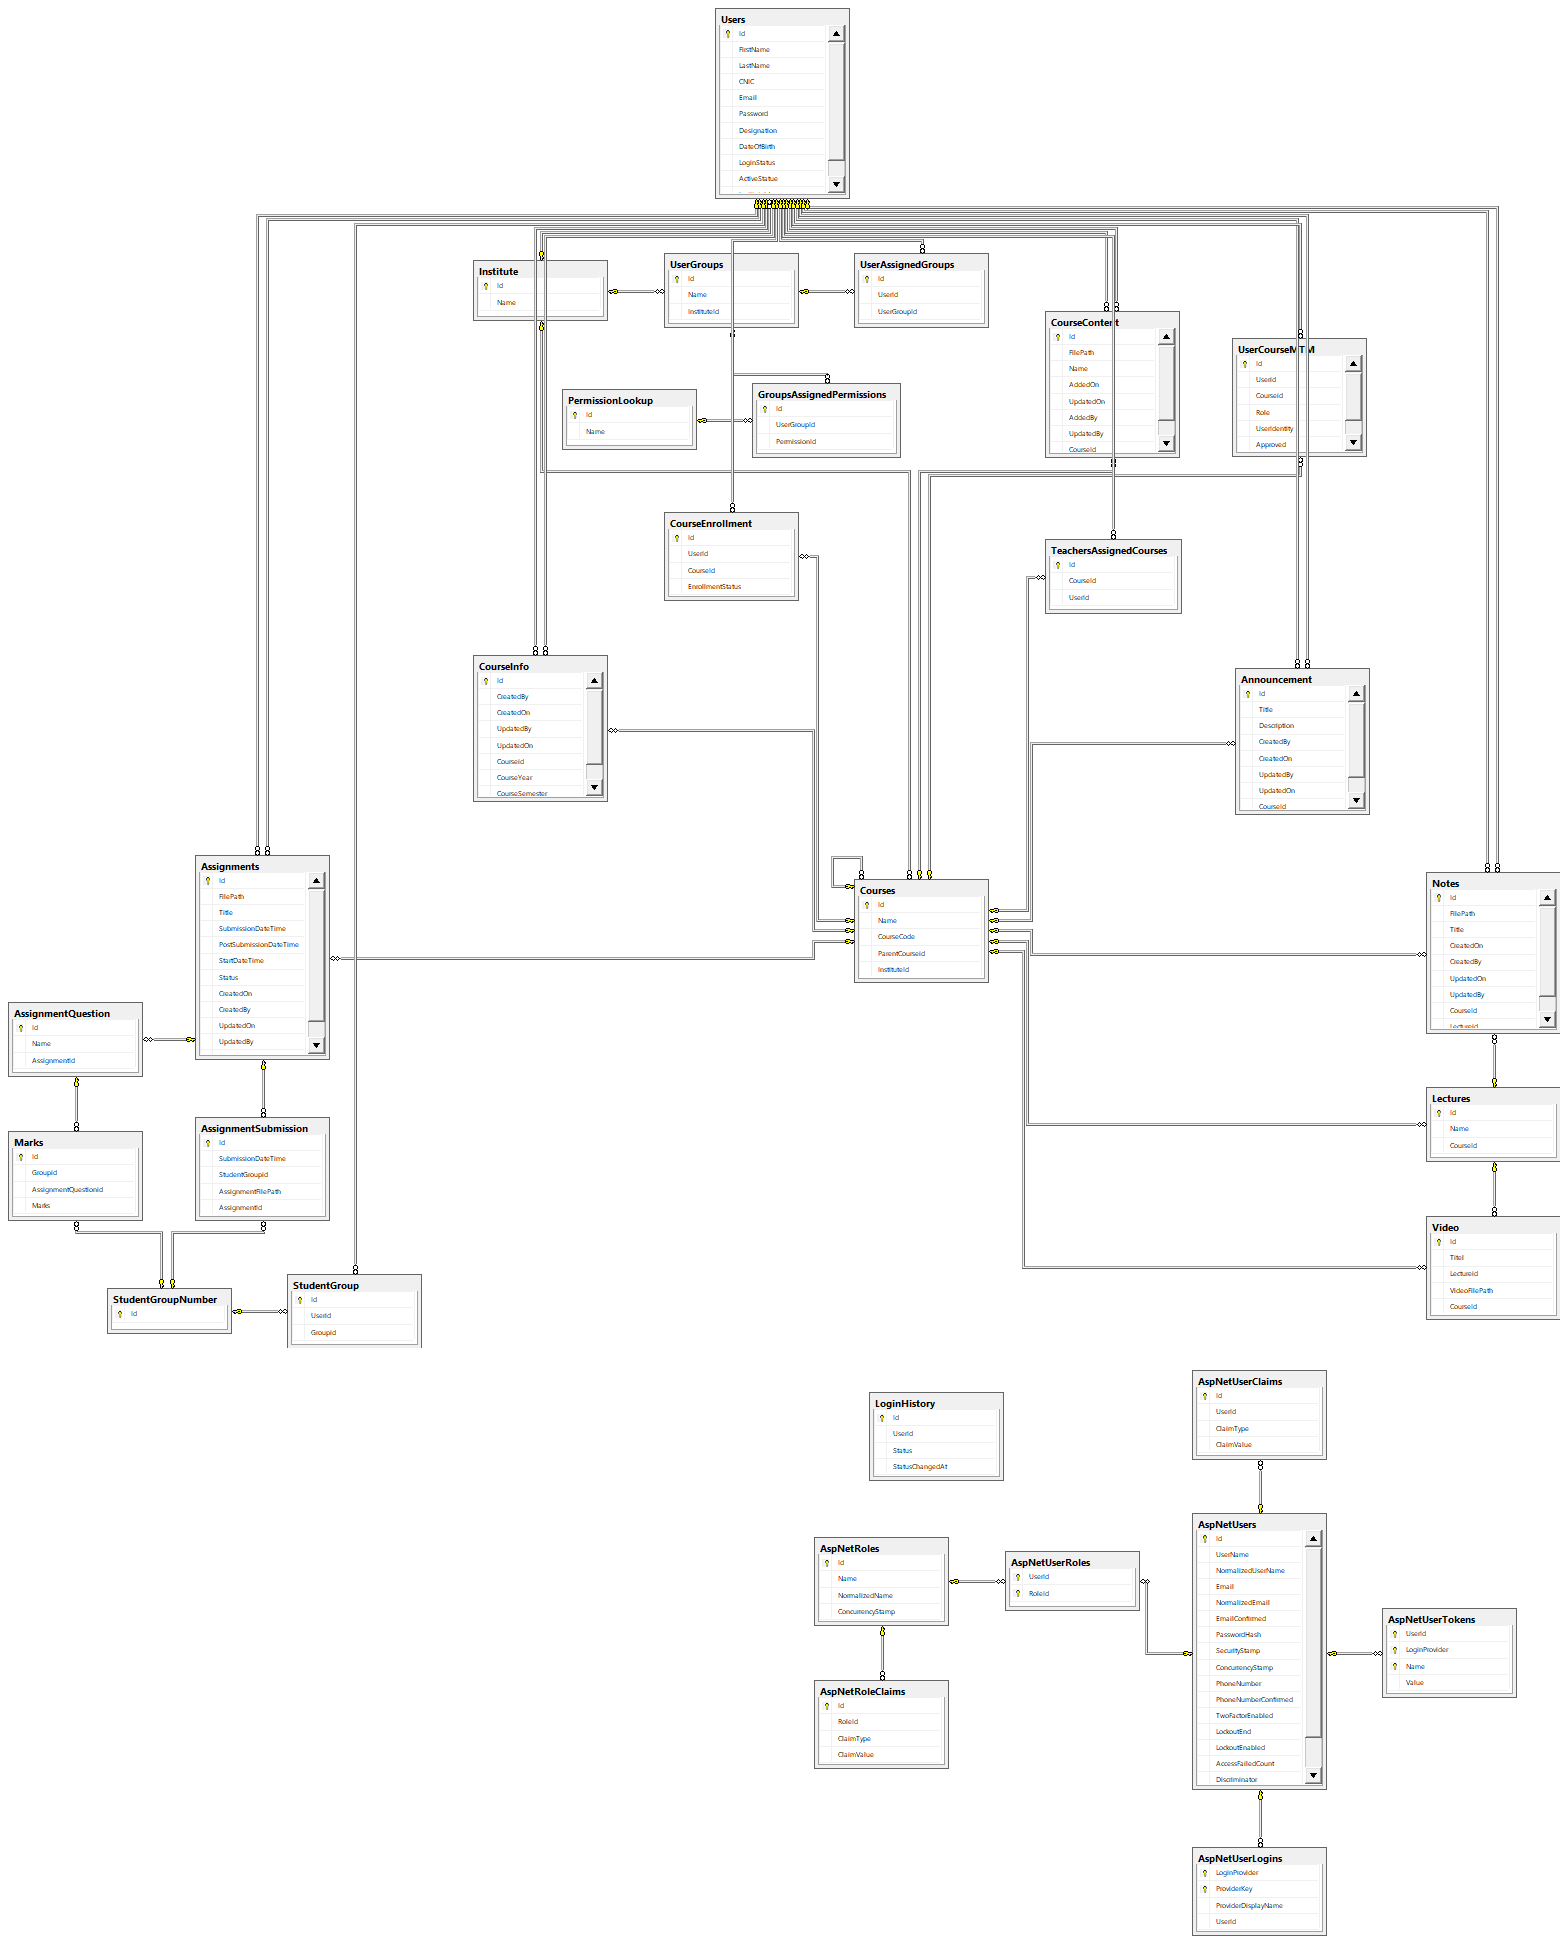 Users
Id
FirstName
LastName
CNIC
Email
Password
Designation
DateOfBirth
LoginStatus
ActiveStatue
Institute
Id
Name
UserGroups
Id
Name
InstituteId
UserAssignedGroups
Id
UserId
UserGroupId
CourseContent
Id
FilePath
Name
AddedOn
UpdatedOn
AddedBy
UpdatedBy
CourseId
UserCourseMTM
Id
UserId
CourseId
Role
UserIdentity
Approved
PermissionLookup
Id
Name
GroupsAssignedPermissions
Id
UserGroupId
PermissionId
CourseEnrollment
Id
UserId
CourseId
EnrollmentStatus
TeachersAssignedCourses
Id
CourseId
UserId
CourseInfo
Id
CreatedBy
CreatedOn
UpdatedBy
UpdatedOn
CourseId
CourseYear
CourseSemester
Announcement
Id
Title
Description
CreatedBy
CreatedOn
UpdatedBy
UpdatedOn
CourseId
Assignments
Id
FilePath
Title
SubmissionDateTime
PostSubmissionDateTime
StartDateTime
Status
CreatedOn
CreatedBy
UpdatedOn
UpdatedBy
Courses
Id
Name
CourseCode
ParentCourseId
InstituteId
Notes
Id
FilePath
Title
CreatedOn
CreatedBy
UpdatedOn
UpdatedBy
CourseId
LectureId
AssignmentQuestion
Id
Name
AssignmentId
Lectures
Id
Name
CourseId
Marks
Id
GroupId
AssignmentQuestionId
Marks
AssignmentSubmission
Id
SubmissionDateTime
StudentGroupId
AssignmentFilePath
AssignmentId
Video
Id
Titel
LectureId
VideoFilePath
CourseId
StudentGroupNumber
Id
StudentGroup
Id
UserId
GroupId
LoginHistory
Id
UserId
Status
StatusChangedAt
AspNetUserClaims
Id
UserId
ClaimType
ClaimValue
AspNetUsers
Id
UserName
NormalizedUserName
Email
NormalizedEmail
EmailConfirmed
PasswordHash
SecurityStamp
ConcurrencyStamp
PhoneNumber
PhoneNumberConfirmed
TwoFactorEnabled
LockoutEnd
LockoutEnabled
AccessFailedCount
Discriminator
AspNetRoles
Id
Name
NormalizedName
ConcurrencyStamp
AspNetUserRoles
UserId
RoleId
AspNetUserTokens
UserId
LoginProvider
Name
Value
AspNetRoleClaims
Id
RoleId
ClaimType
ClaimValue
AspNetUserLogins
LoginProvider
ProviderKey
ProviderDisplayName
UserId